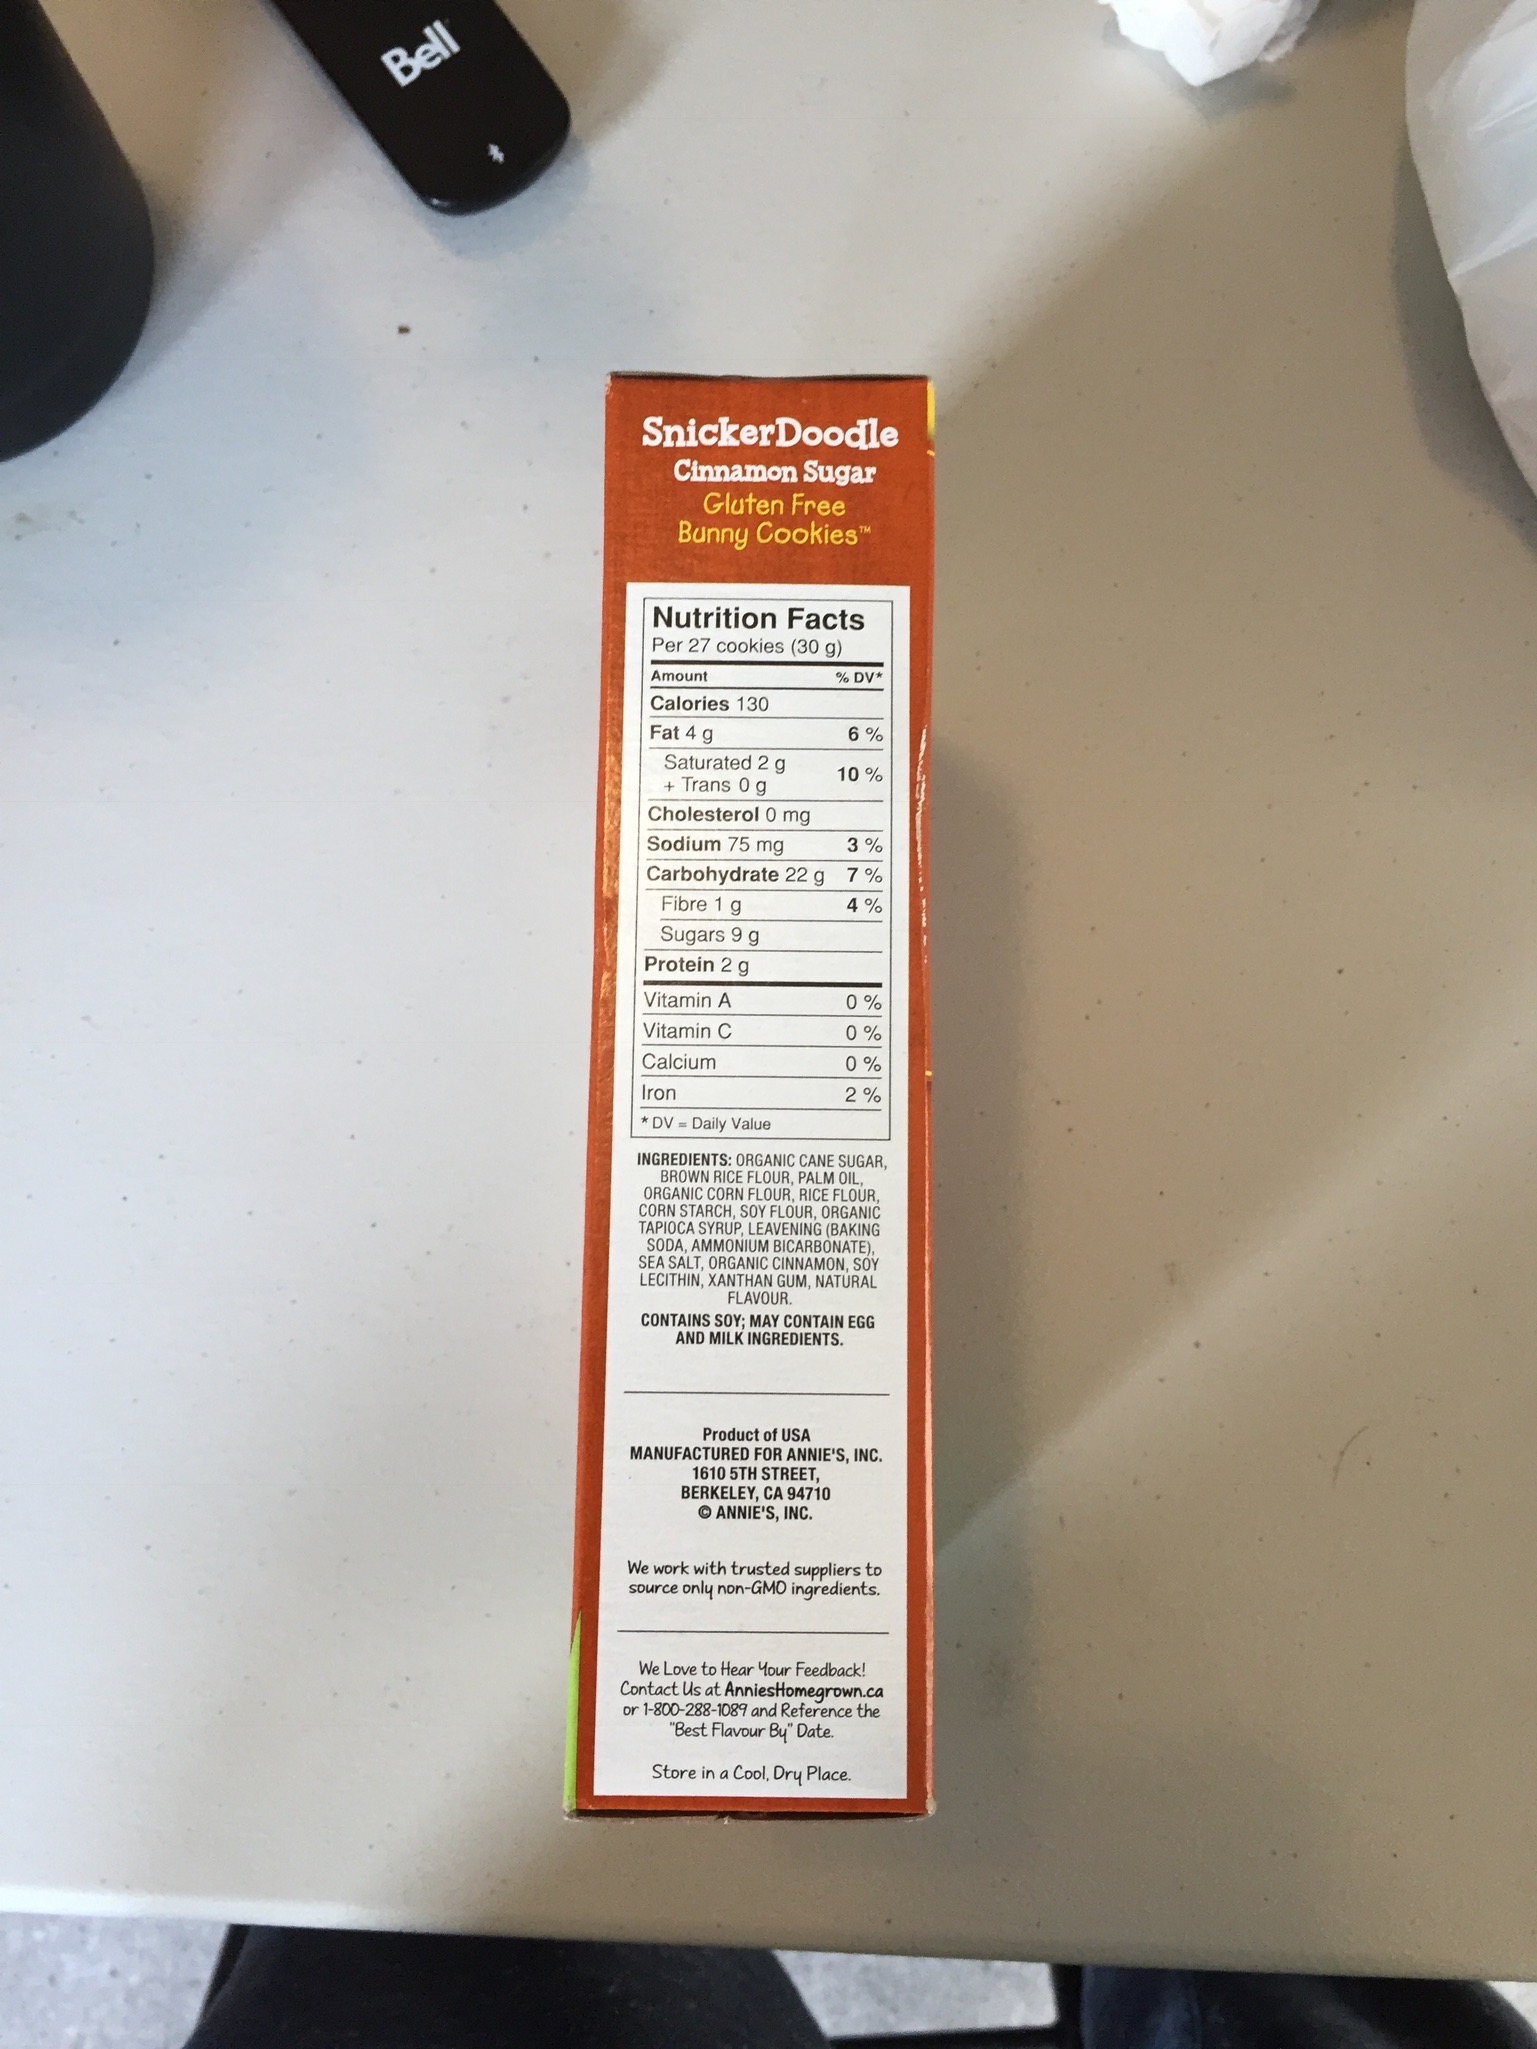 Bell
SnickerDoodle
Cinnamon Sugar
Gluten Free
Bunny Cookies™
Nutrition Facts
Per 27 cookies (30 g)
Amount % DV*
Calories 130
Fat 4 g 6 %
Saturated 2 g
+ Trans 0 g 10 %
Cholesterol 0 mg
Sodium 75 mg 3 %
Carbohydrate 22 g 7 %
Fibre 1 g 4 %
Sugars 9 g
Protein 2 g
Vitamin A 0 %
Vitamin C 0 %
Calcium 0 %
Iron 2 %
* DV = Daily Value
INGREDIENTS: ORGANIC CANE SUGAR,
BROWN RICE FLOUR, PALM OIL,
ORGANIC CORN FLOUR, RICE FLOUR,
CORN STARCH, SOY FLOUR, ORGANIC
TAPIOCA SYRUP, LEAVENING (BAKING
SODA, AMMONIUM BICARBONATE),
SEA SALT, ORGANIC CINNAMON, SOY
LECITHIN, XANTHAN GUM, NATURAL
FLAVOUR.
CONTAINS SOY; MAY CONTAIN EGG
AND MILK INGREDIENTS.
Product of USA
MANUFACTURED FOR ANNIE'S, INC.
1610 5TH STREET,
BERKELEY, CA 94710
© ANNIE'S, INC.
We work with trusted suppliers to
source only non-GMO ingredients.
We Love to Hear Your Feedback!
Contact Us at AnniesHomegrown.ca
or 1-800-288-1089 and Reference the
"Best Flavour By" Date.
Store in a Cool, Dry Place.